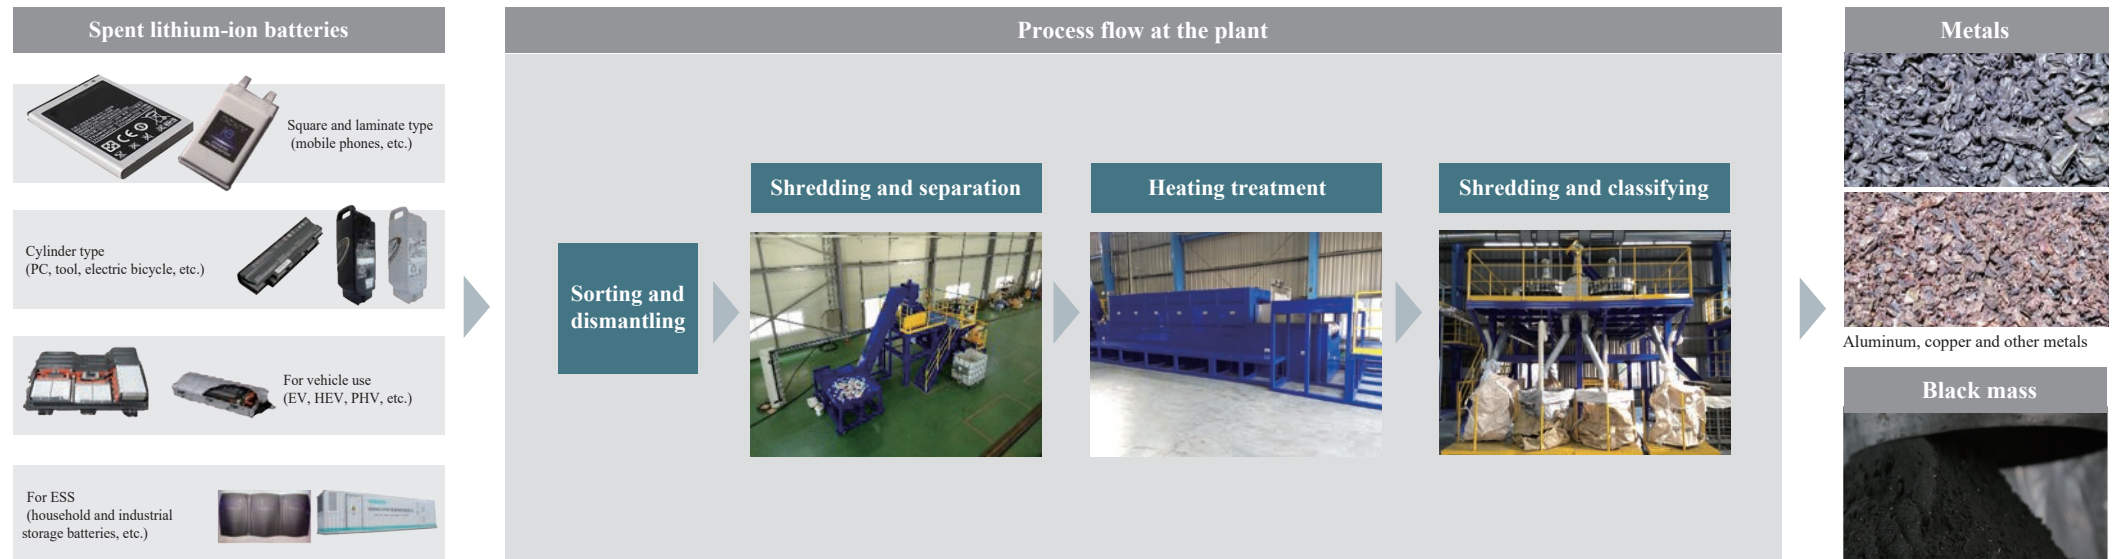 Spent lithium-ion batteries
Square and laminate type
(mobile phones, etc.)
Cylinder type
(PC, tool, electric bicycle, etc.)
For vehicle use
(EV, HEV, PHV, etc.)
For ESS
(household and industrial
storage batteries, etc.)
Process flow at the plant
Sorting and
dismantling
Shredding and separation
Heating treatment
Shredding and classifying
Metals
Aluminum, copper and other metals
Black mass